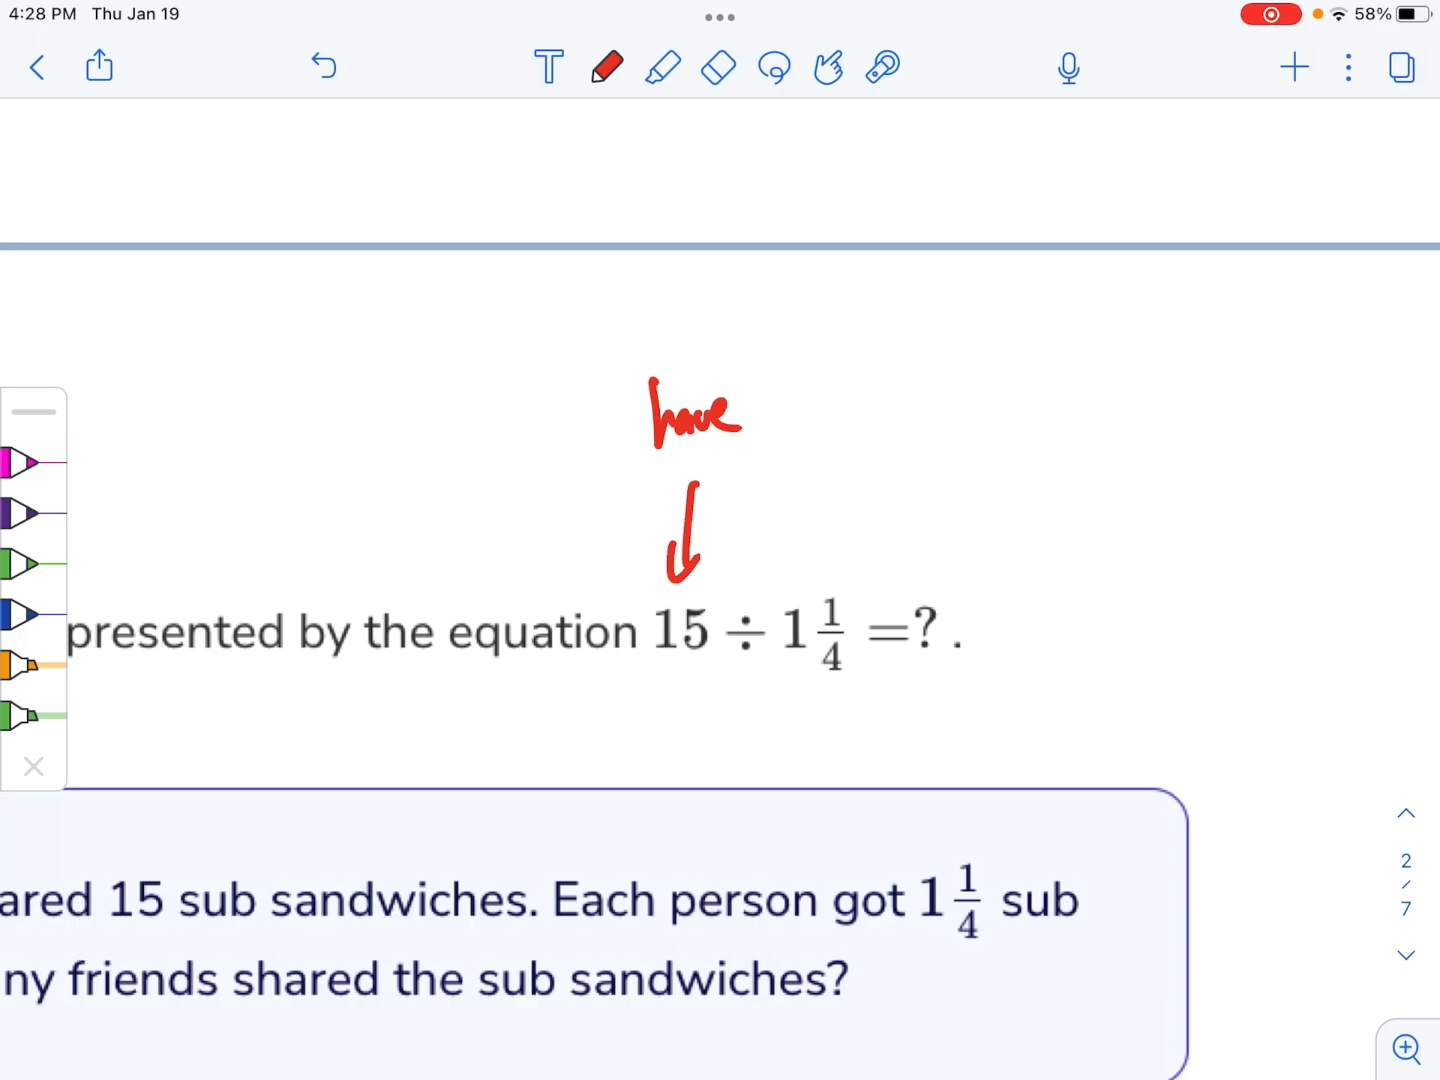 4:28 PM Thu Jan 19
58%
have
presented by the equation 15 ÷ 1 1/4 =? .
ared 15 sub sandwiches. Each person got 1 1/4 sub
ny friends shared the sub sandwiches?
2
/
7